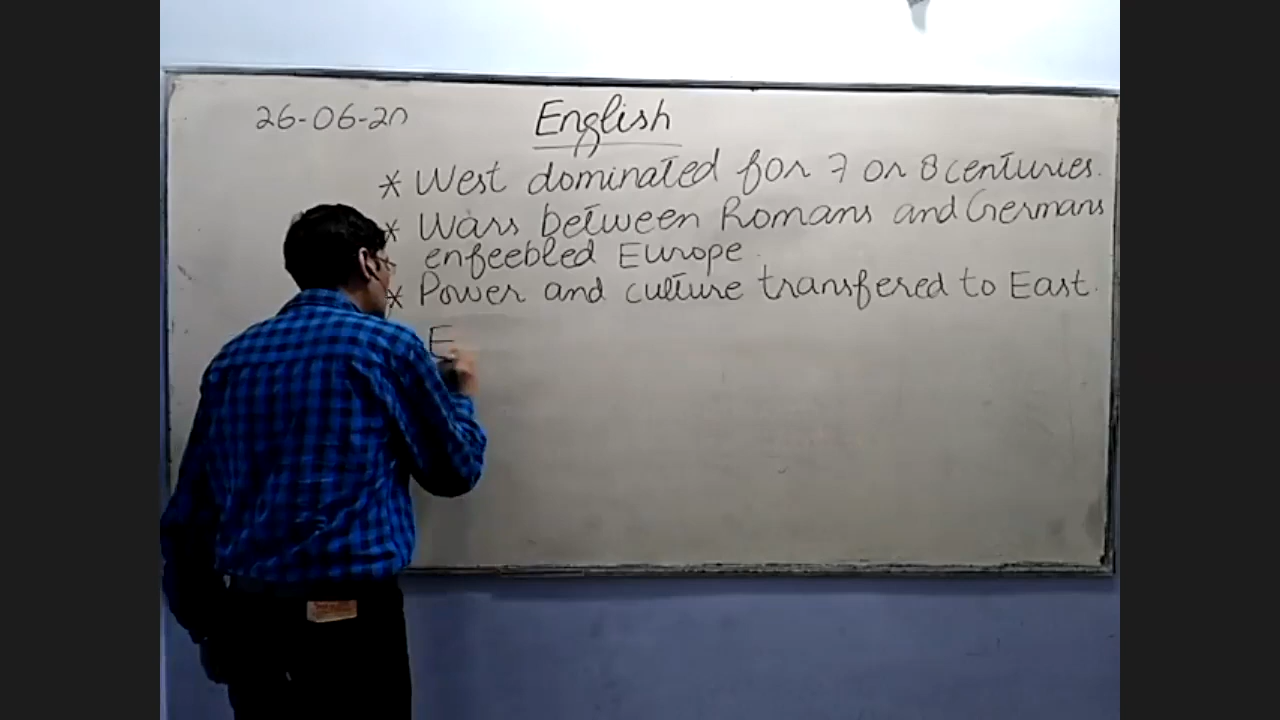 26-06-20
English
* West dominated for 7 or 8 centuries.
* Wars between Romans and Germans
enfeebled Europe.
* Power and culture transfered to East.
E